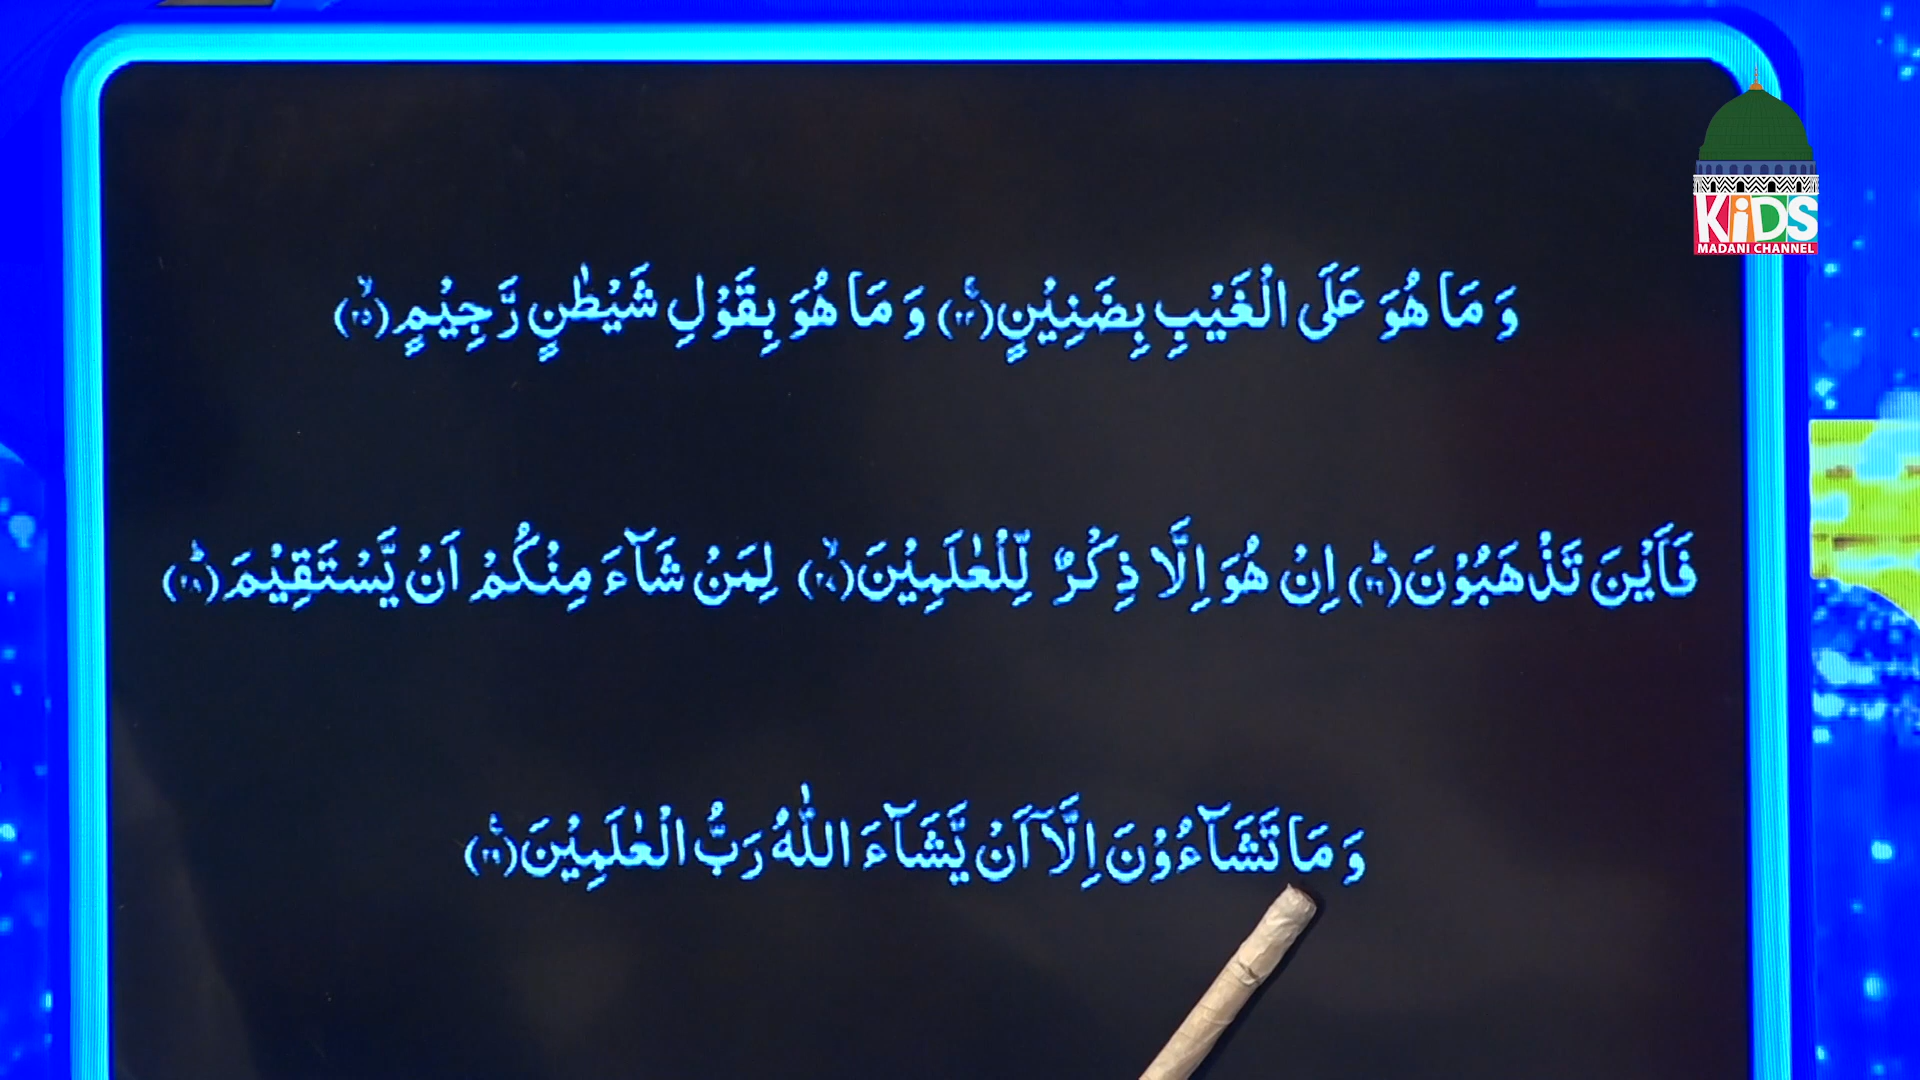 وَ مَا هُوَ عَلَى الْغَیْبِ بِضَنِیْنٍۚ(۲۴) وَ مَا هُوَ بِقَوْلِ شَیْطٰنٍ رَّجِیْمٍۙ(۲۵)
فَاَیْنَ تَذْهَبُوْنَؕ(۲۶) اِنْ هُوَ اِلَّا ذِكْرٌ لِّلْعٰلَمِیْنَۙ(۲۷) لِمَنْ شَآءَ مِنْكُمْ اَنْ یَّسْتَقِیْمَؕ(۲۸)
وَ مَا تَشَآءُوْنَ اِلَّاۤ اَنْ یَّشَآءَ اللّٰهُ رَبُّ الْعٰلَمِیْنَ۠(۲۹)
KiDS
MADANI CHANNEL